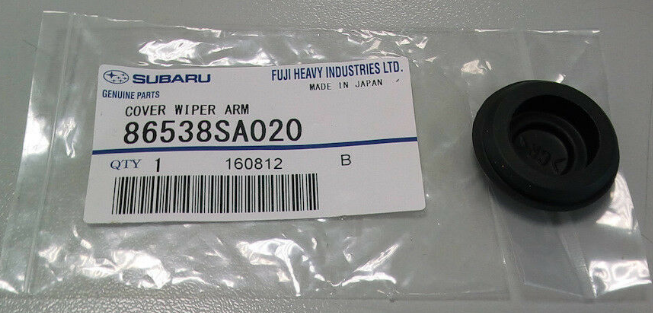 SUBARU
FUJI HEAVY INDUSTRIES LTD.
GENUINE PARTS
MADE IN JAPAN
COVER WIPER ARM
86538SA020
QTY 1 160812 B